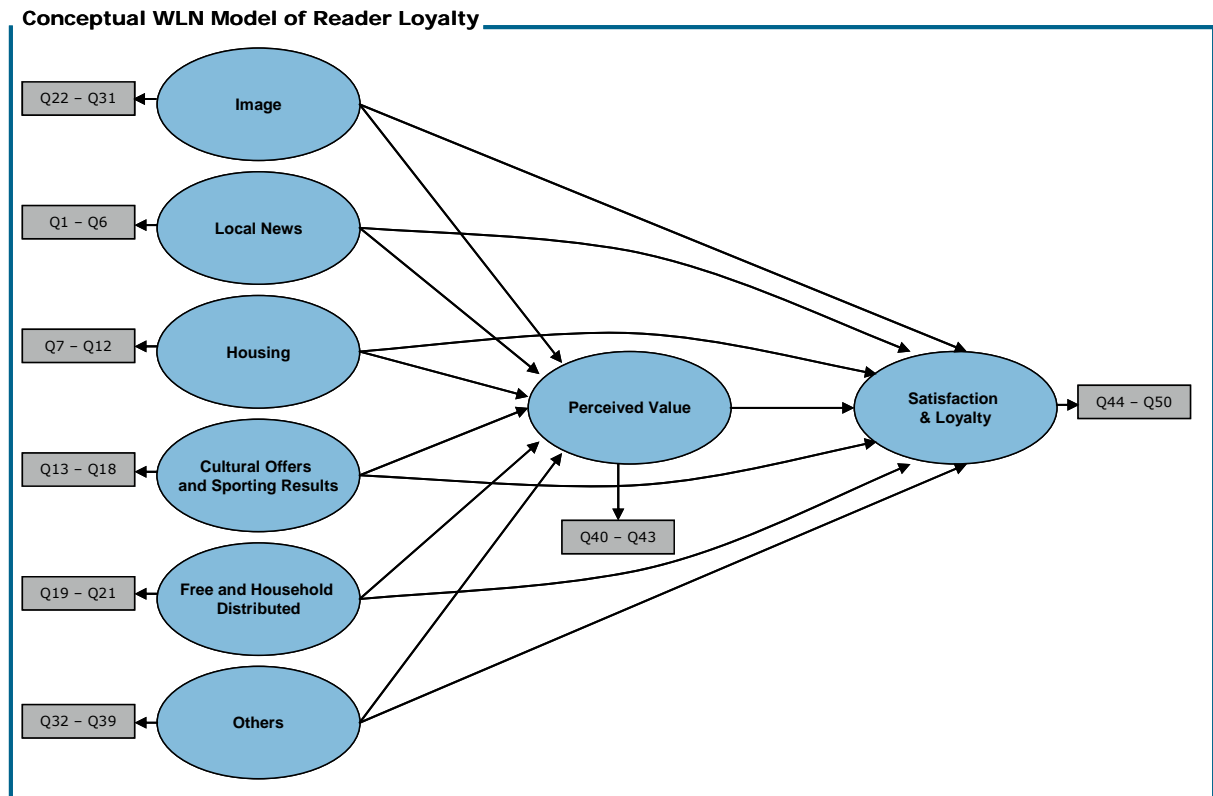 Conceptual WLN Model of Reader Loyalty
Q22 – Q31
Image
Q1 – Q6
Local News
Q7 – Q12
Housing
Perceived Value
Satisfaction
& Loyalty
Q44 – Q50
Q13 – Q18
Cultural Offers
and Sporting Results
Q40 – Q43
Q19 – Q21
Free and Household
Distributed
Q32 – Q39
Others